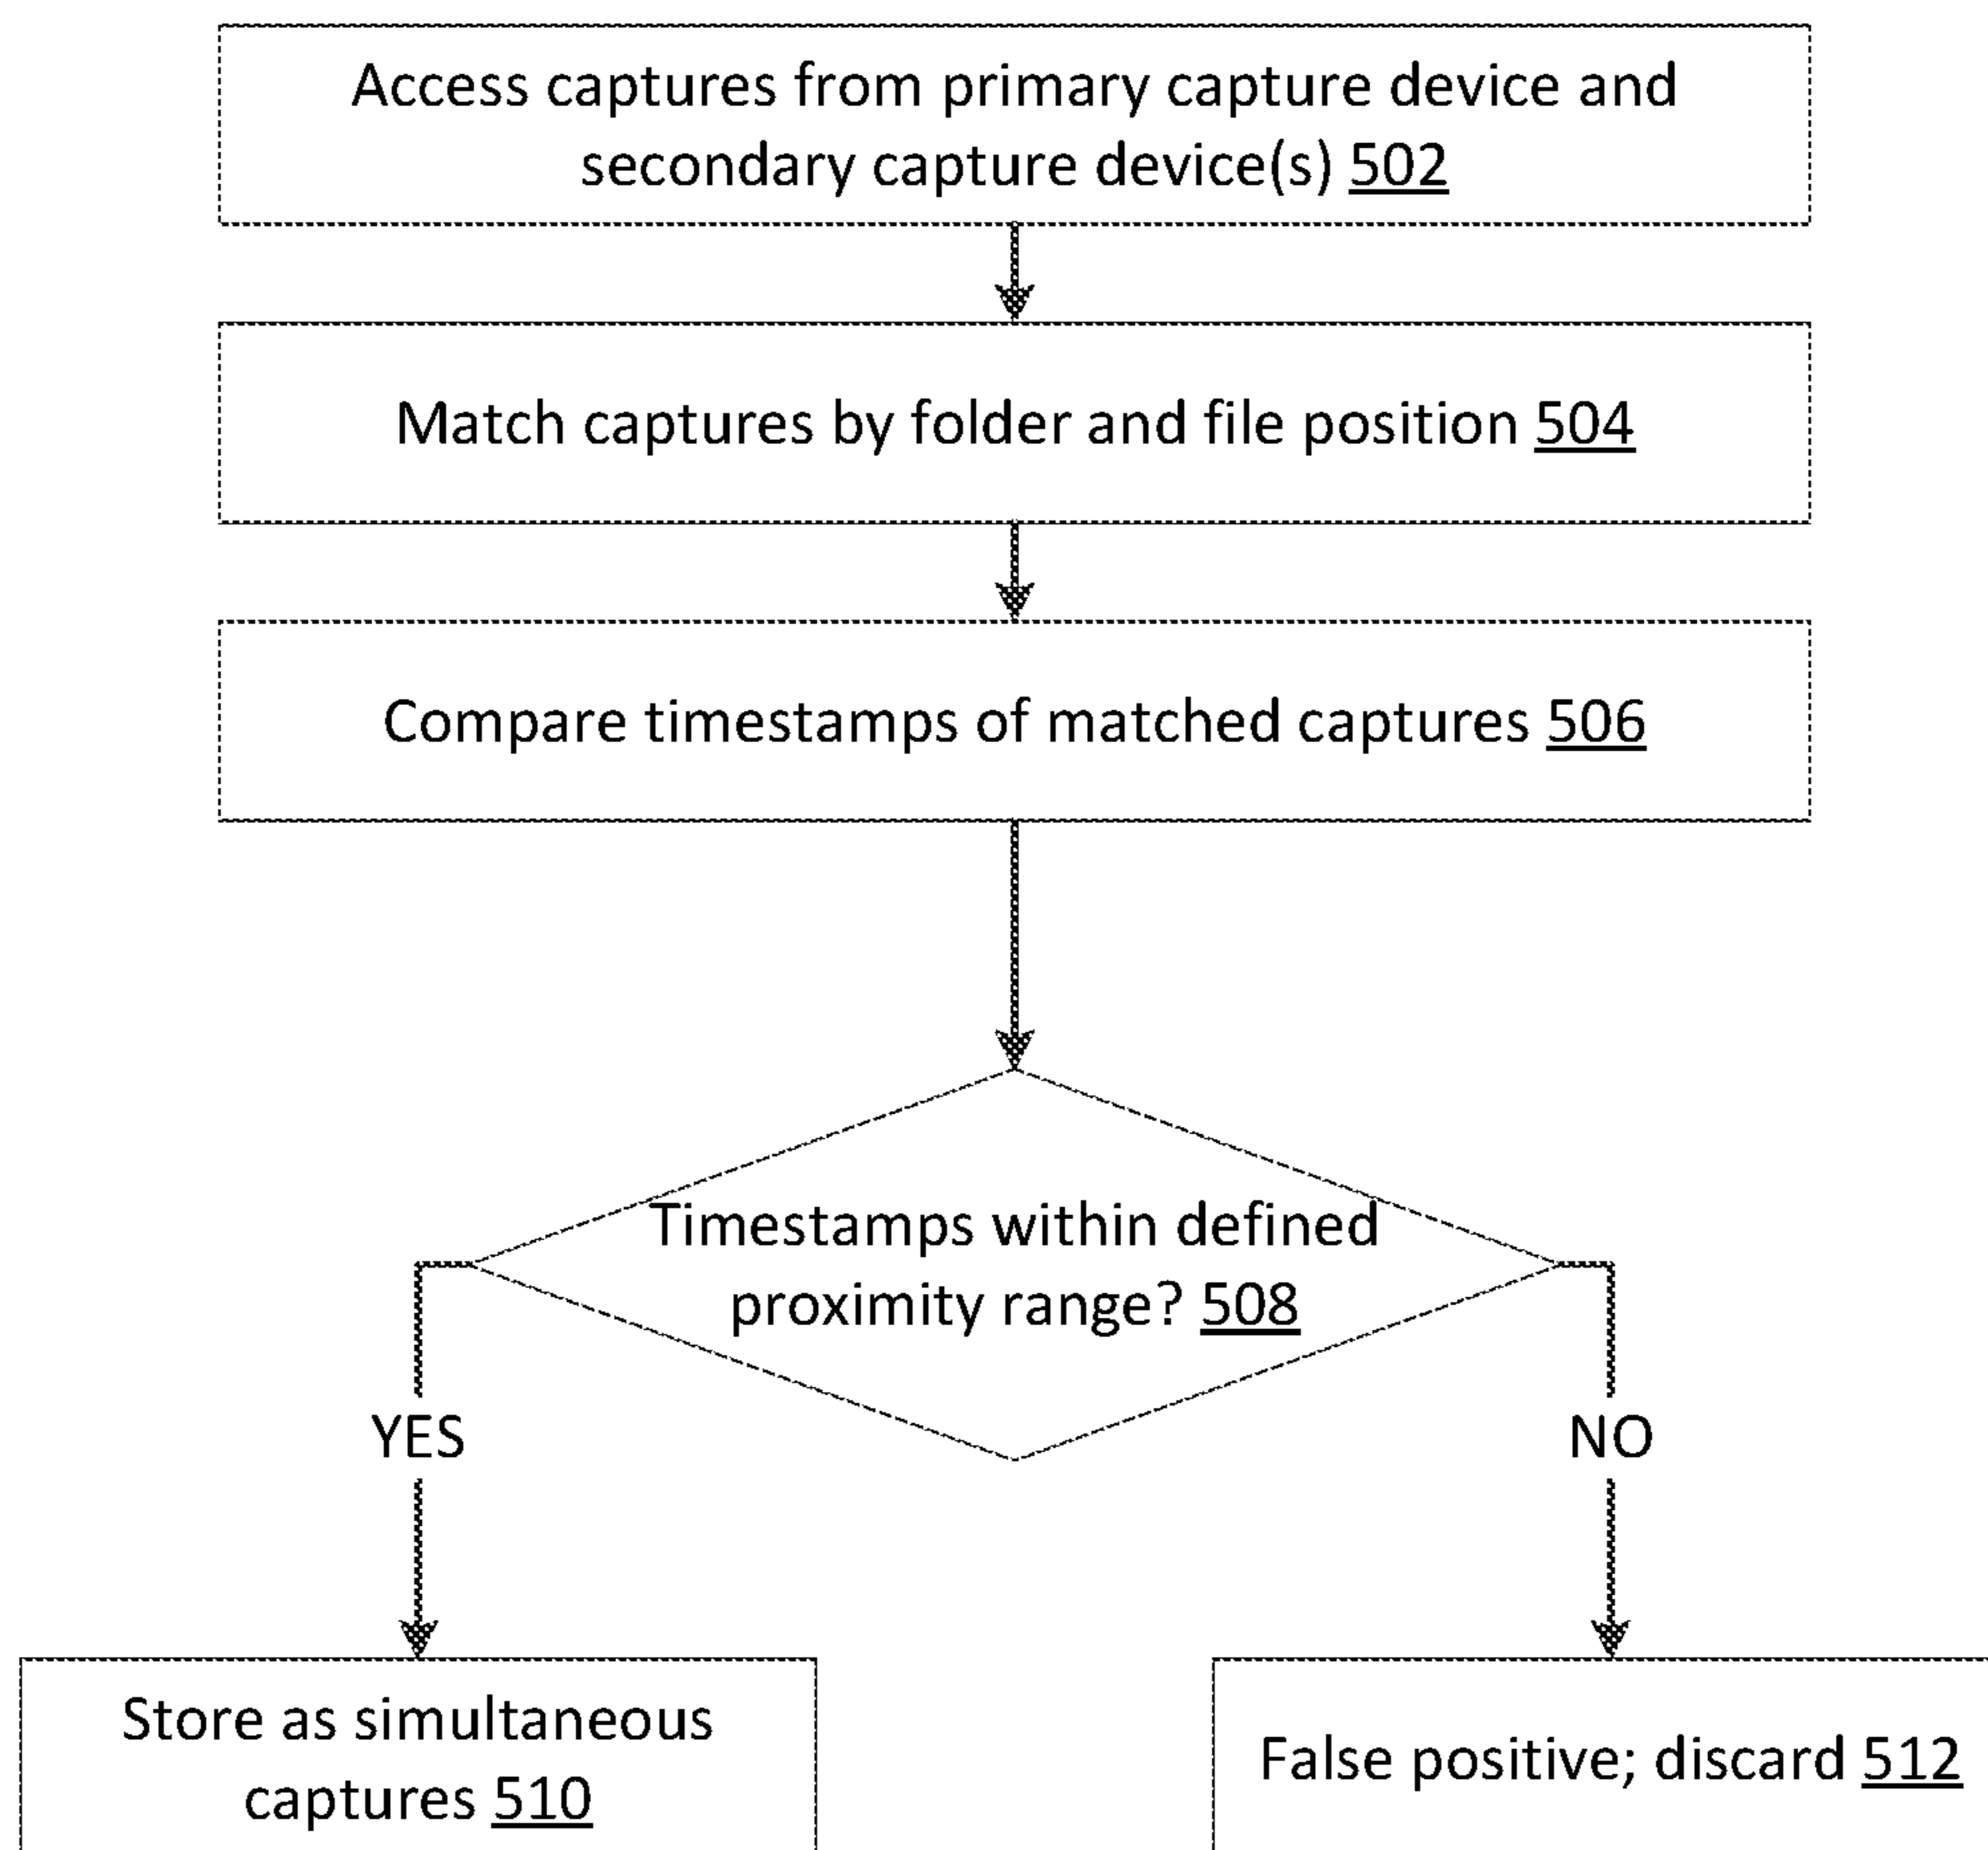 Access captures from primary capture device and
secondary capture device(s) 502
Match captures by folder and file position 504
Compare timestamps of matched captures 506
Timestamps within defined
proximity range? 508
YES
NO
Store as simultaneous
captures 510
False positive; discard 512